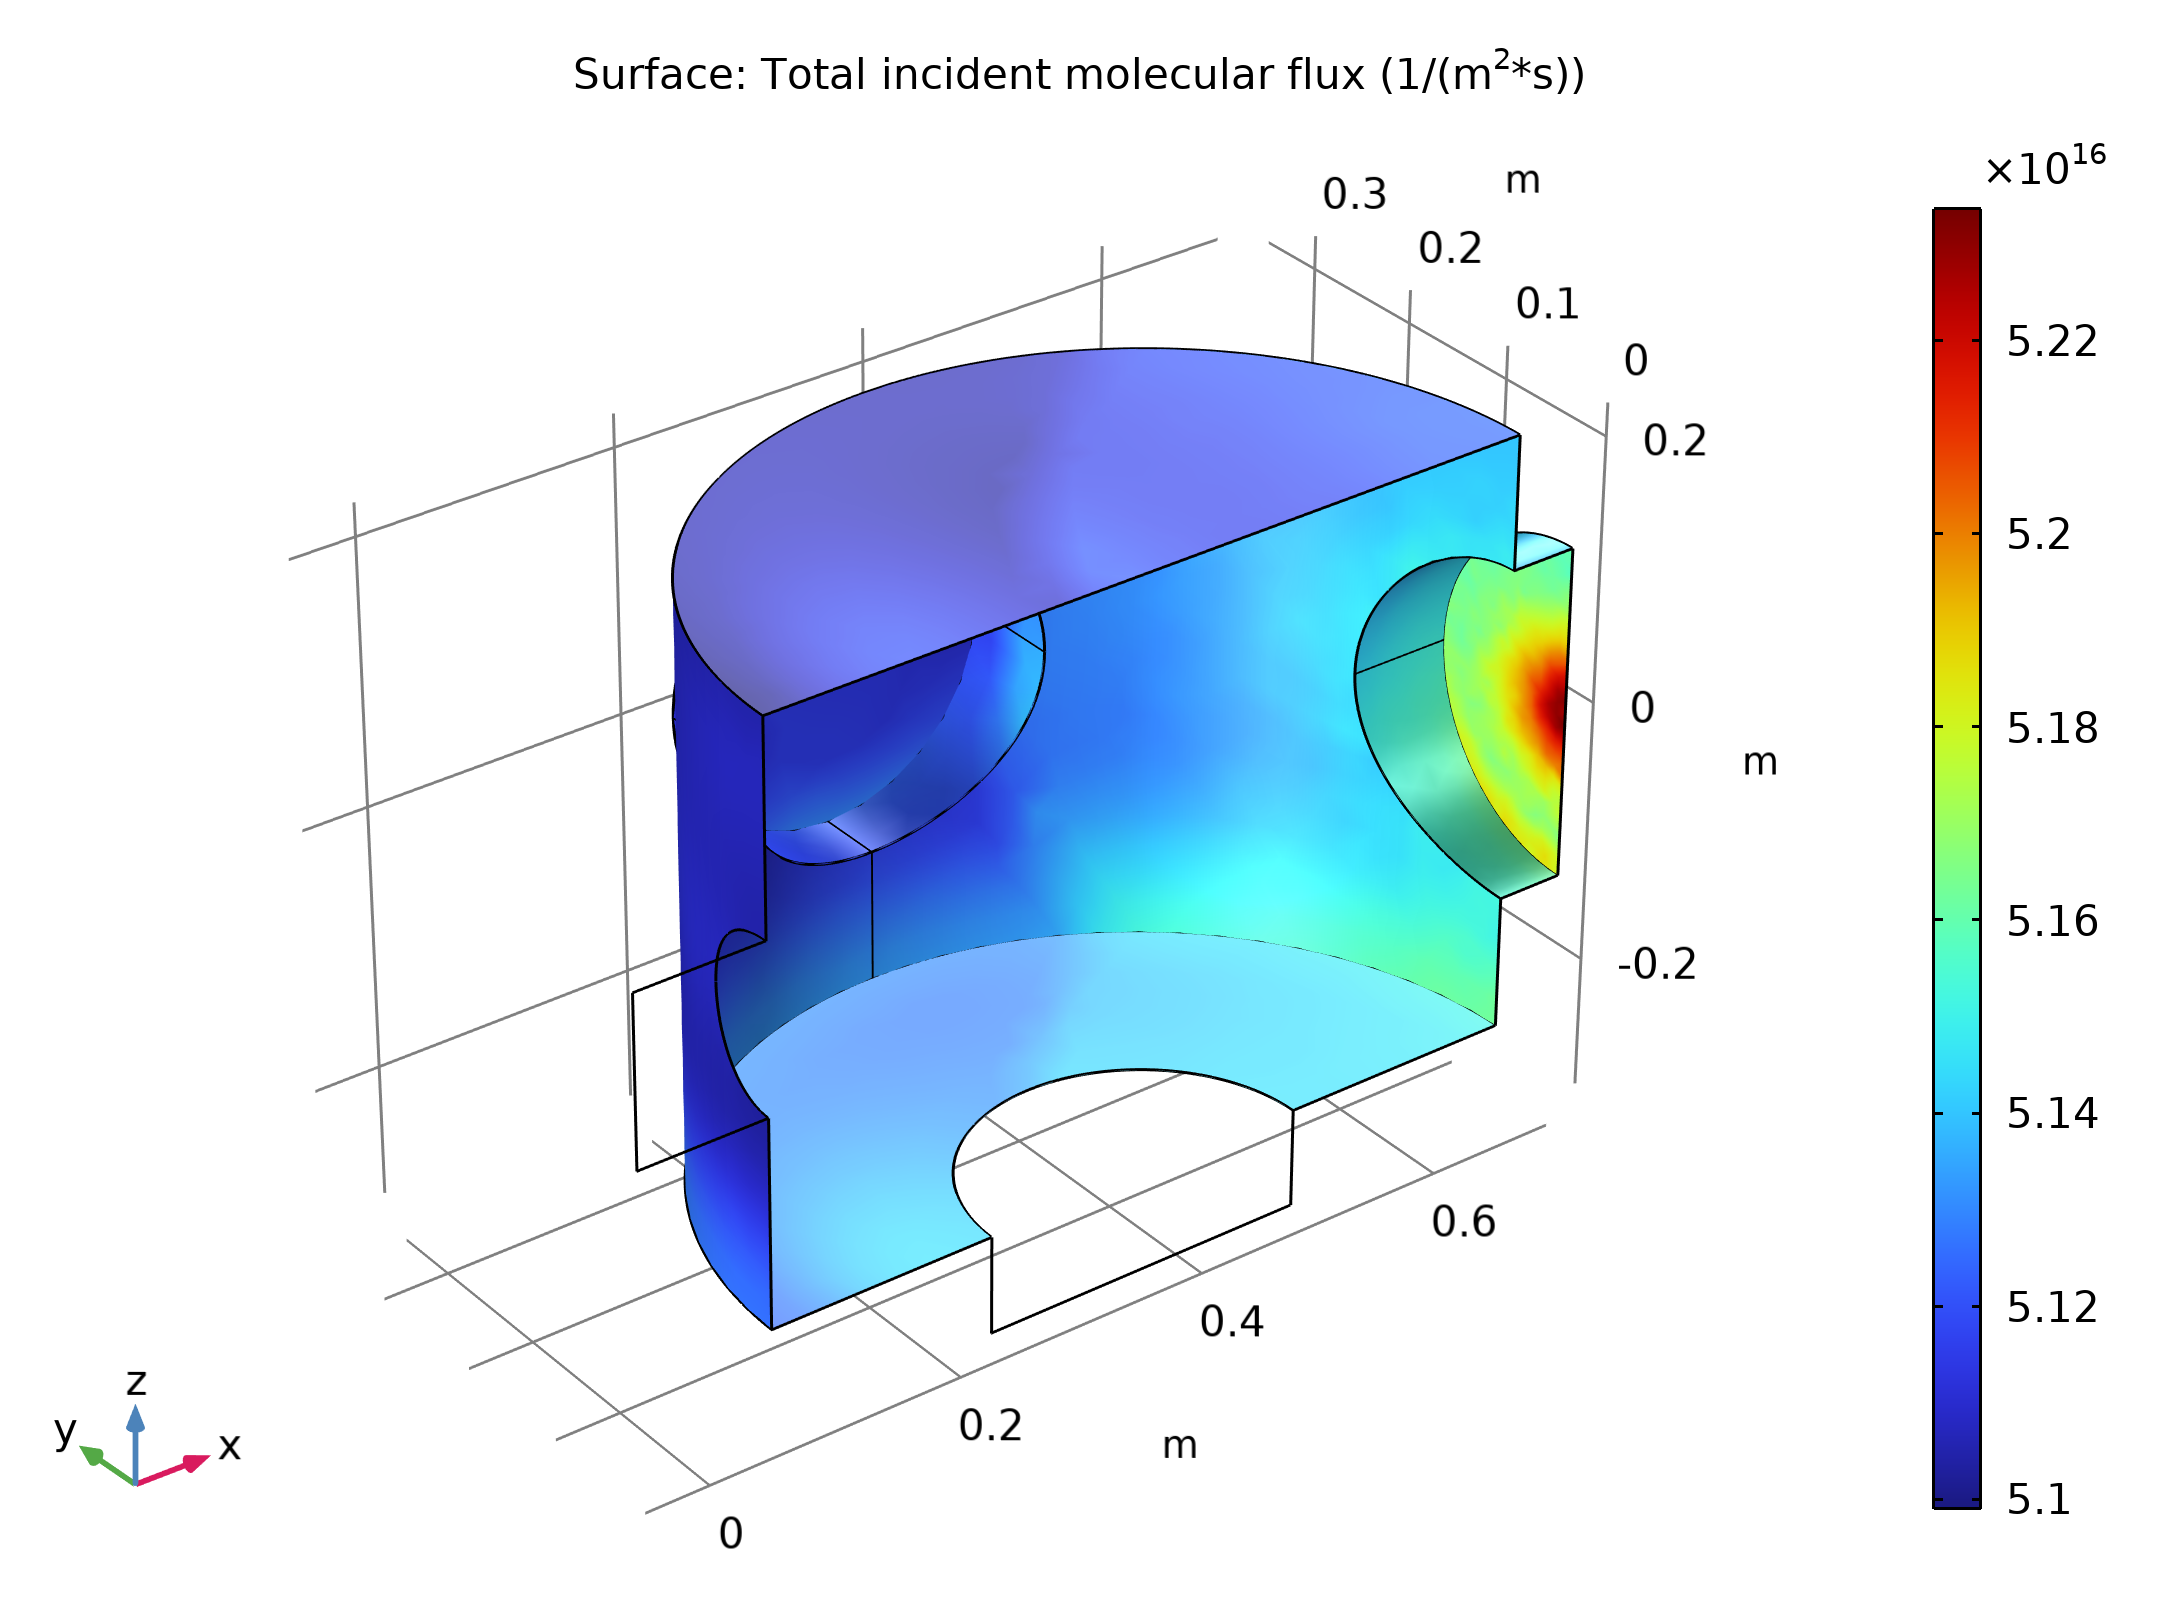 Surface: Total incident molecular flux (1/(m²*s))
×10¹⁶
m
0.3
0.2
0.1
0
0.2
0
-0.2
m
0.6
0.4
0.2
0
m
5.22
5.2
5.18
5.16
5.14
5.12
5.1
z
y
x